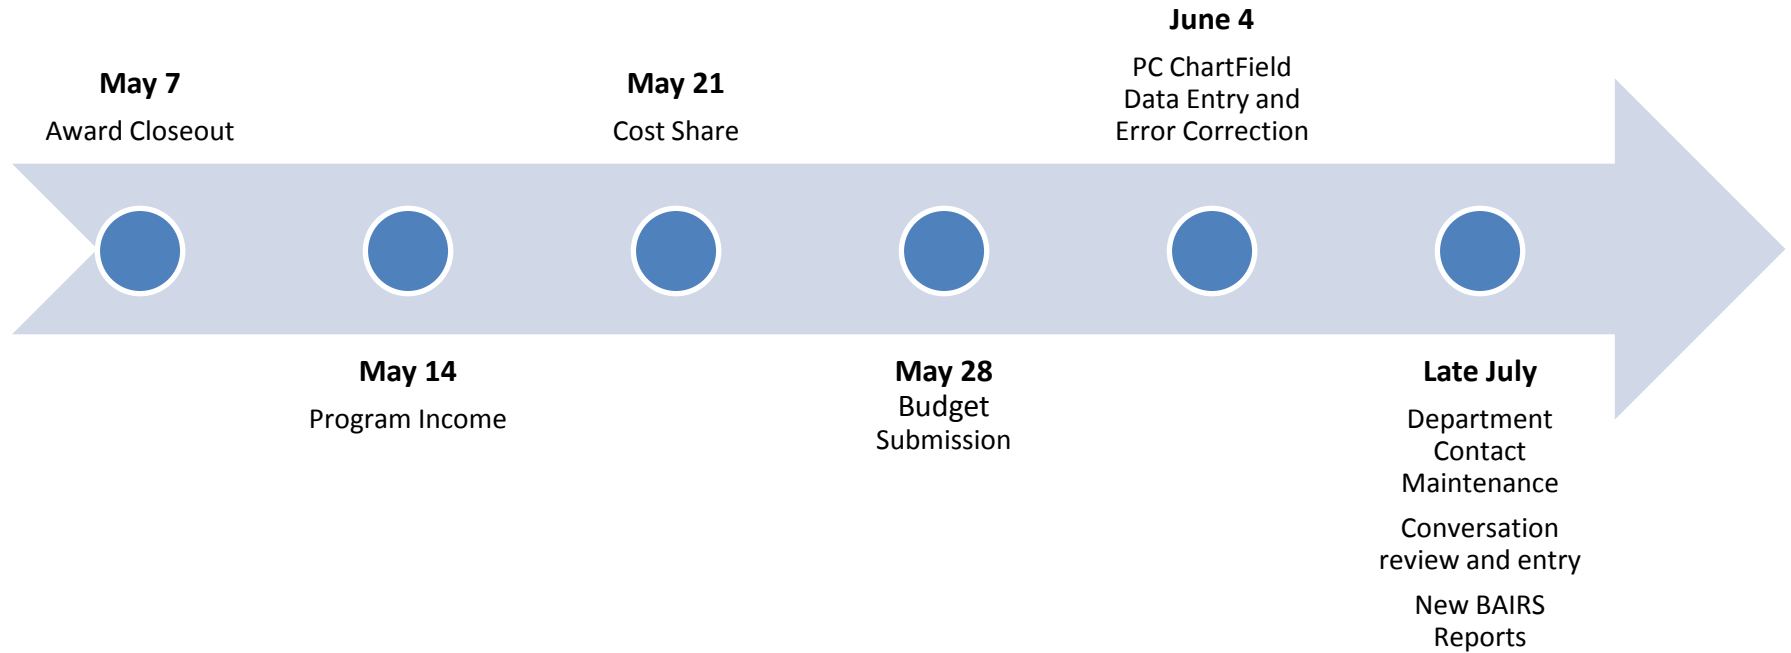 May 7
Award Closeout
May 14
Program Income
May 21
Cost Share
May 28
Budget
Submission
June 4
PC ChartField
Data Entry and
Error Correction
Late July
Department
Contact
Maintenance
Conversation
review and entry
New BAIRS
Reports